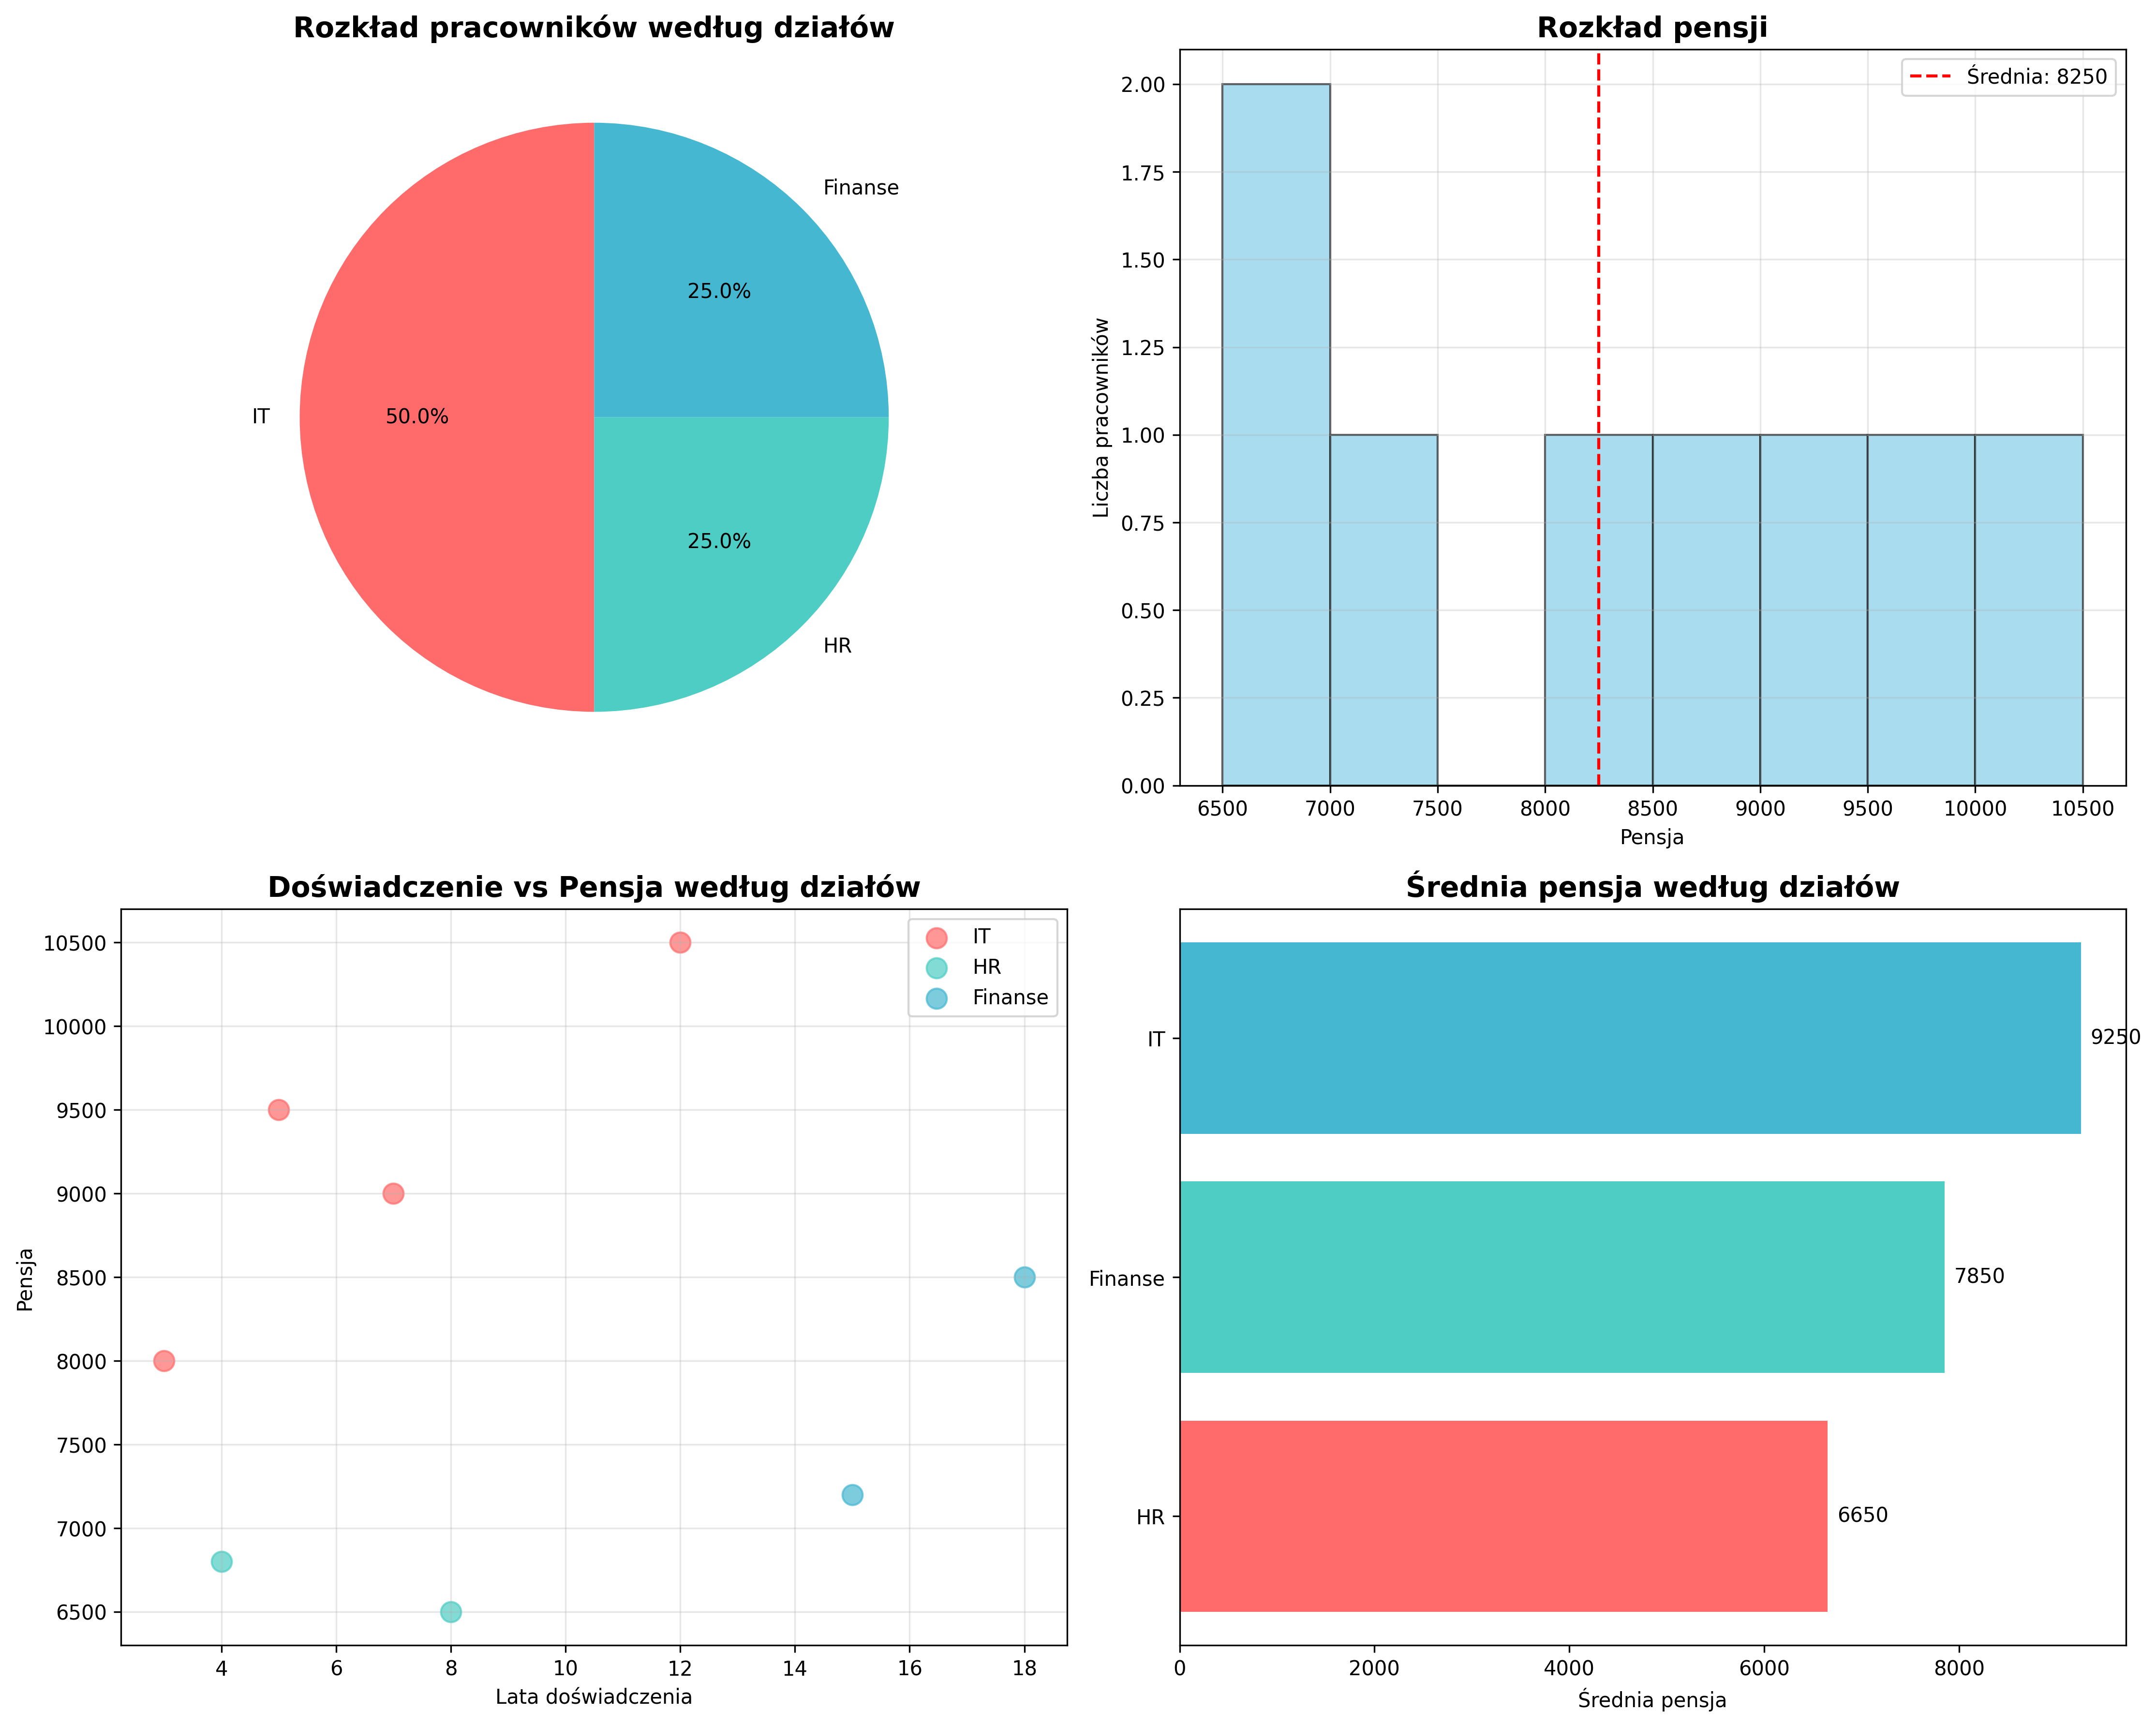 Rozkład pracowników według działów
Finanse
25.0%
IT
50.0%
25.0%
HR
Rozkład pensji
Średnia: 8250
Liczba pracowników
2.00
1.75
1.50
1.25
1.00
0.75
0.50
0.25
0.00
6500 7000 7500 8000 8500 9000 9500 10000 10500
Pensja
Doświadczenie vs Pensja według działów
IT
HR
Finanse
Pensja
10500
10000
9500
9000
8500
8000
7500
7000
6500
4 6 8 10 12 14 16 18
Lata doświadczenia
Średnia pensja według działów
IT 9250
Finanse 7850
HR 6650
0 2000 4000 6000 8000
Średnia pensja